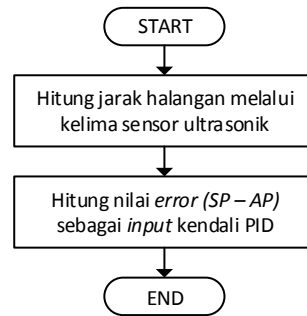 START
Hitung jarak halangan melalui
kelima sensor ultrasonik
Hitung nilai error (SP – AP)
sebagai input kendali PID
END